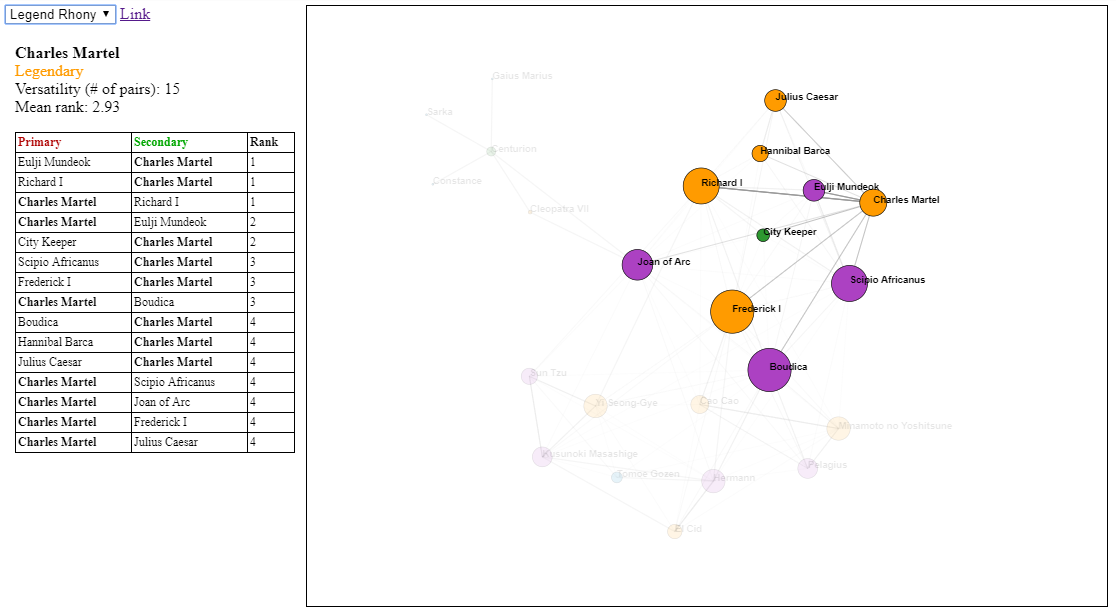 Legend Rhony ▼ Link
Charles Martel
Legendary
Versatility (# of pairs): 15
Mean rank: 2.93
Primary Secondary Rank
Eulji Mundeok Charles Martel 1
Richard I Charles Martel 1
Charles Martel Richard I 1
Charles Martel Eulji Mundeok 2
City Keeper Charles Martel 2
Scipio Africanus Charles Martel 3
Frederick I Charles Martel 3
Charles Martel Boudica 3
Boudica Charles Martel 4
Hannibal Barca Charles Martel 4
Julius Caesar Charles Martel 4
Charles Martel Scipio Africanus 4
Charles Martel Joan of Arc 4
Charles Martel Frederick I 4
Charles Martel Julius Caesar 4
Gaius Marius
Julius Caesar
Sarka
Centurion
Hannibal Barca
Constance
Richard I
Eulji Mundeok
Charles Martel
Cleopatra VII
City Keeper
Joan of Arc
Scipio Africanus
Frederick I
Boudica
Sun Tzu
Yi Seong-Gye
Cao Cao
Minamoto no Yoshitsune
Kusunoki Masashige
Pelagius
Tomoe Gozen
Hermann
El Cid